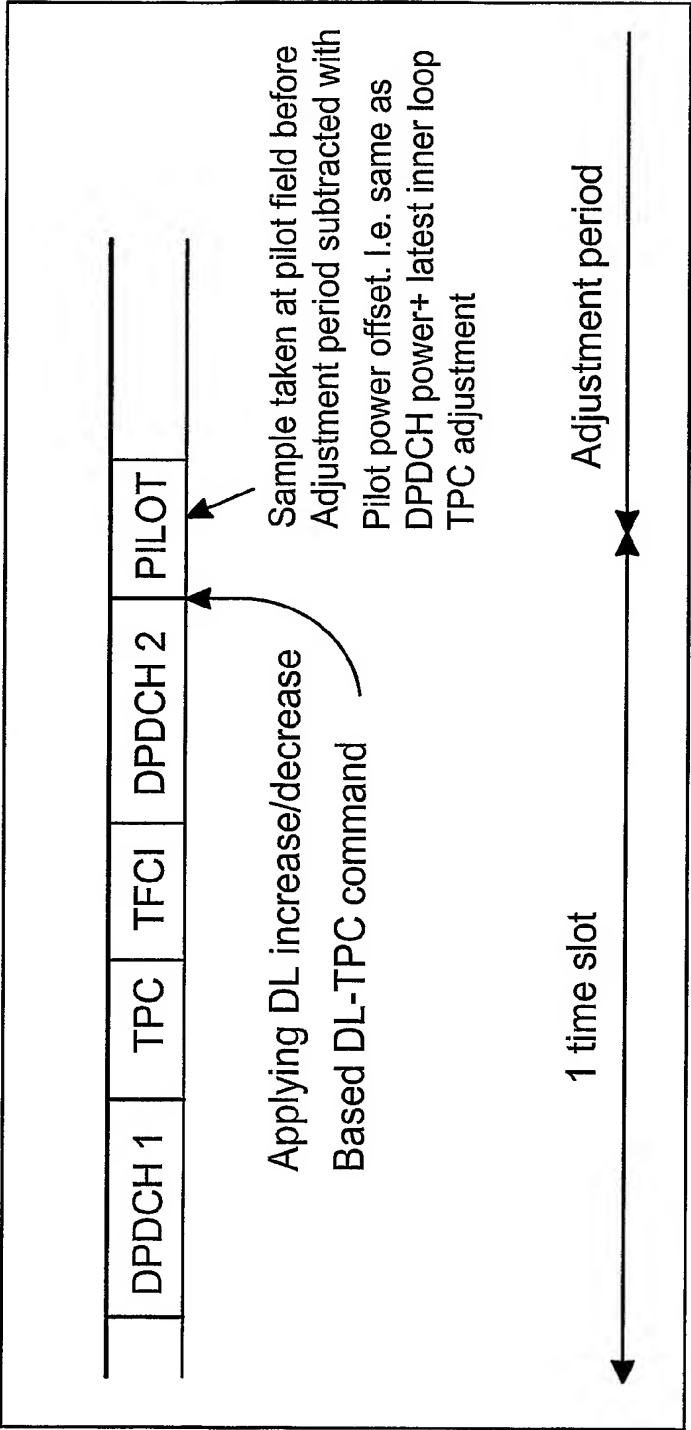 DPDCH 1 TPC TFCI DPDCH 2 PILOT
Applying DL increase/decrease
Based DL-TPC command
Sample taken at pilot field before
Adjustment period subtracted with
Pilot power offset. I.e. same as
DPDCH power+ latest inner loop
TPC adjustment
1 time slot
Adjustment period